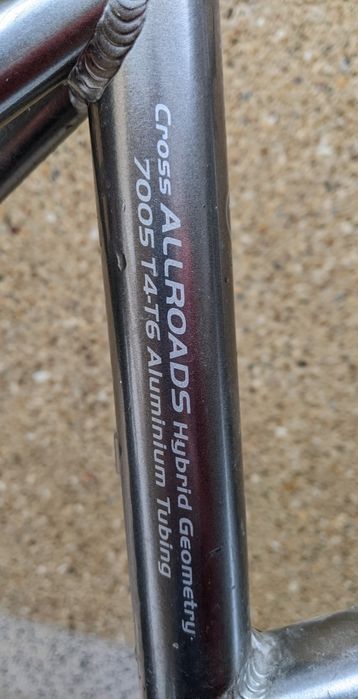 Cross ALLROADS Hybrid Geometry
7005 T4-T6 Aluminium Tubing